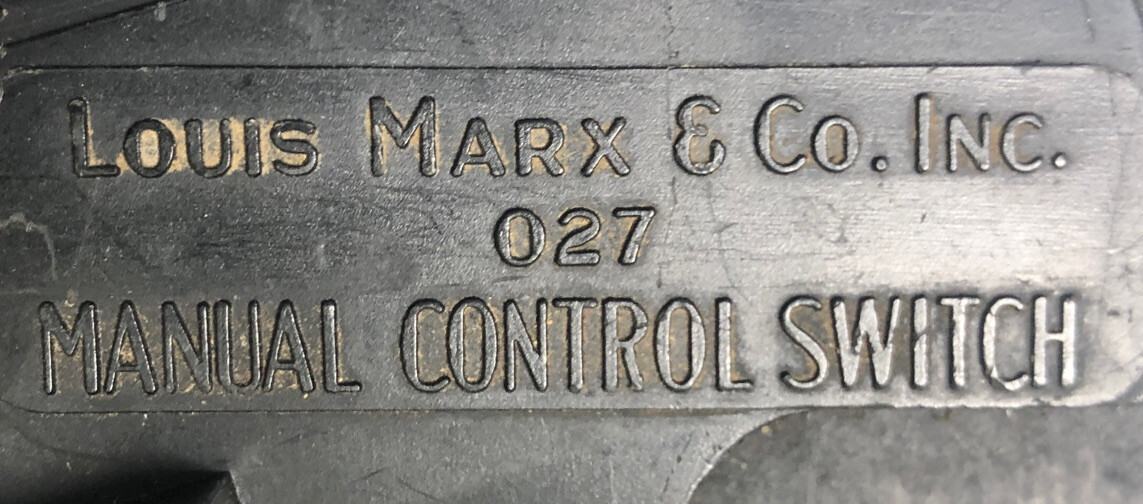 Louis Marx & Co. Inc.
027
MANUAL CONTROL SWITCH